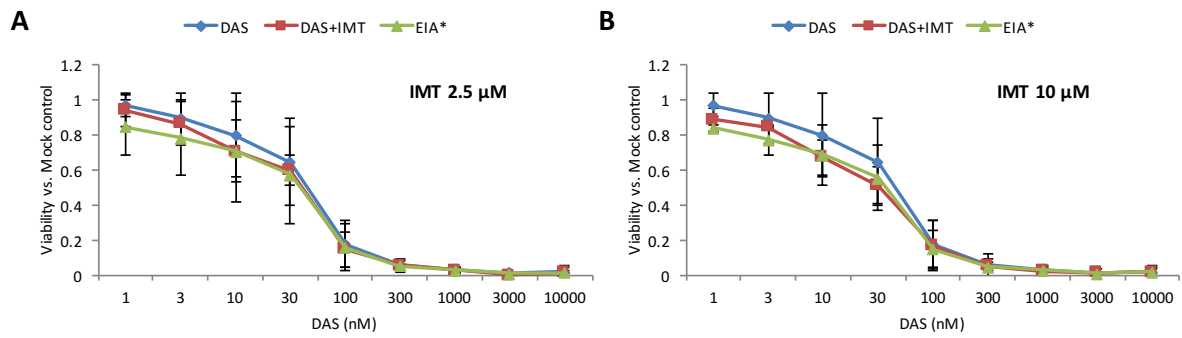 A
DAS DAS+IMT EIA*
IMT 2.5 μM
Viability vs. Mock control
1.2
1
0.8
0.6
0.4
0.2
0
1 3 10 30 100 300 1000 3000 10000
DAS (nM)
B
DAS DAS+IMT EIA*
IMT 10 μM
Viability vs. Mock control
1.2
1
0.8
0.6
0.4
0.2
0
1 3 10 30 100 300 1000 3000 10000
DAS (nM)